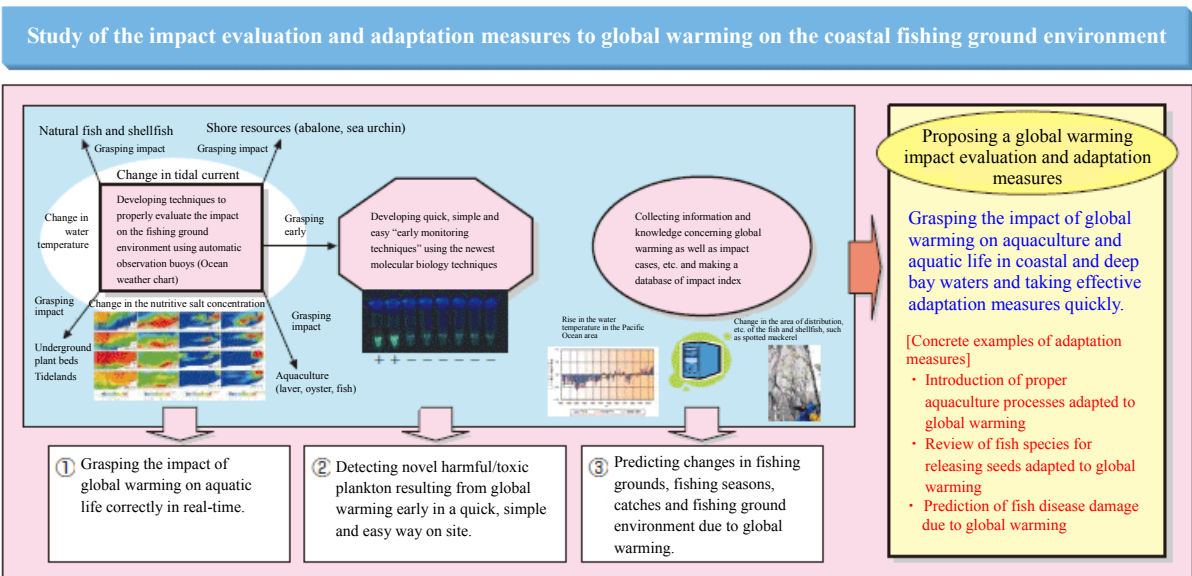 Study of the impact evaluation and adaptation measures to global warming on the coastal fishing ground environment
Natural fish and shellfish
Shore resources (abalone, sea urchin)
Grasping impact
Grasping impact
Change in tidal current
Change in
water
temperature
Developing techniques to
properly evaluate the impact
on the fishing ground
environment using automatic
observation buoys (Ocean
weather chart)
Grasping
early
Developing quick, simple and
easy “early monitoring
techniques” using the newest
molecular biology techniques
Collecting information and
knowledge concerning global
warming as well as impact
cases, etc. and making a
database of impact index
Grasping
impact
Change in the nutritive salt concentration
Grasping
impact
Underground
plant beds
Tidelands
Aquaculture
(laver, oyster, fish)
+ + − − − − − −
Rise in the water
temperature in the Pacific
Ocean area
Change in the area of distribution,
etc. of the fish and shellfish, such
as spotted mackerel
① Grasping the impact of
global warming on aquatic
life correctly in real-time.
② Detecting novel harmful/toxic
plankton resulting from global
warming early in a quick, simple
and easy way on site.
③ Predicting changes in fishing
grounds, fishing seasons,
catches and fishing ground
environment due to global
warming.
Proposing a global warming
impact evaluation and adaptation
measures
Grasping the impact of global
warming on aquaculture and
aquatic life in coastal and deep
bay waters and taking effective
adaptation measures quickly.
[Concrete examples of adaptation
measures]
・ Introduction of proper
aquaculture processes adapted to
global warming
・ Review of fish species for
releasing seeds adapted to global
warming
・ Prediction of fish disease damage
due to global warming